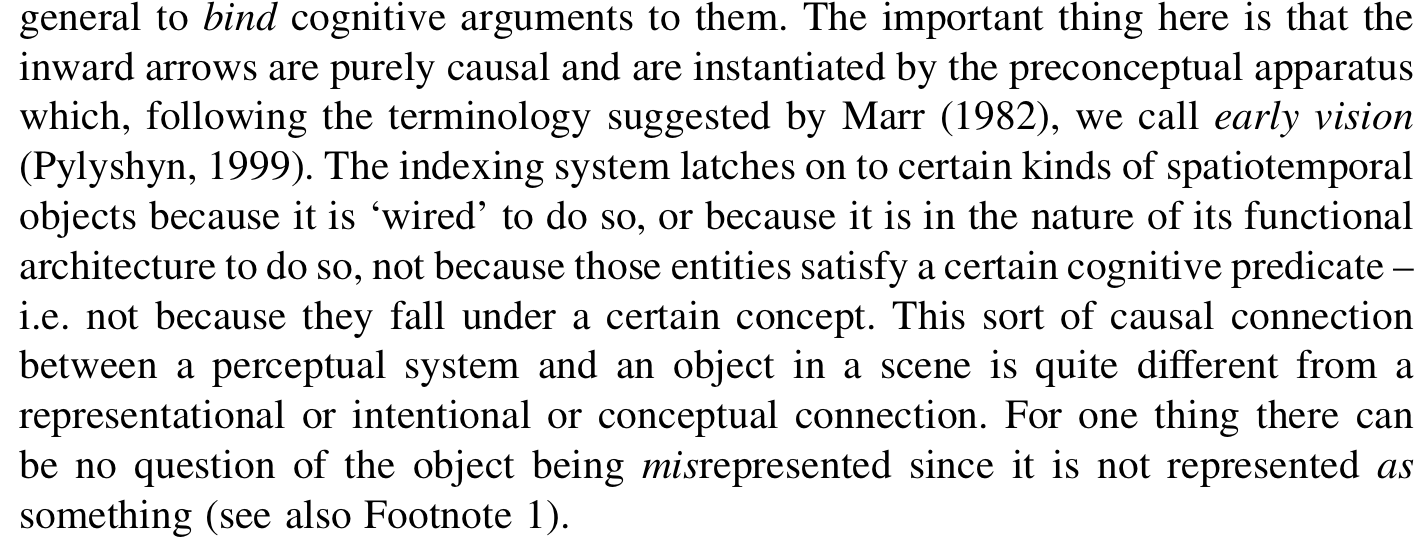 general to bind cognitive arguments to them. The important thing here is that the
inward arrows are purely causal and are instantiated by the preconceptual apparatus
which, following the terminology suggested by Marr (1982), we call early vision
(Pylyshyn, 1999). The indexing system latches on to certain kinds of spatiotemporal
objects because it is ‘wired’ to do so, or because it is in the nature of its functional
architecture to do so, not because those entities satisfy a certain cognitive predicate –
i.e. not because they fall under a certain concept. This sort of causal connection
between a perceptual system and an object in a scene is quite different from a
representational or intentional or conceptual connection. For one thing there can
be no question of the object being misrepresented since it is not represented as
something (see also Footnote 1).